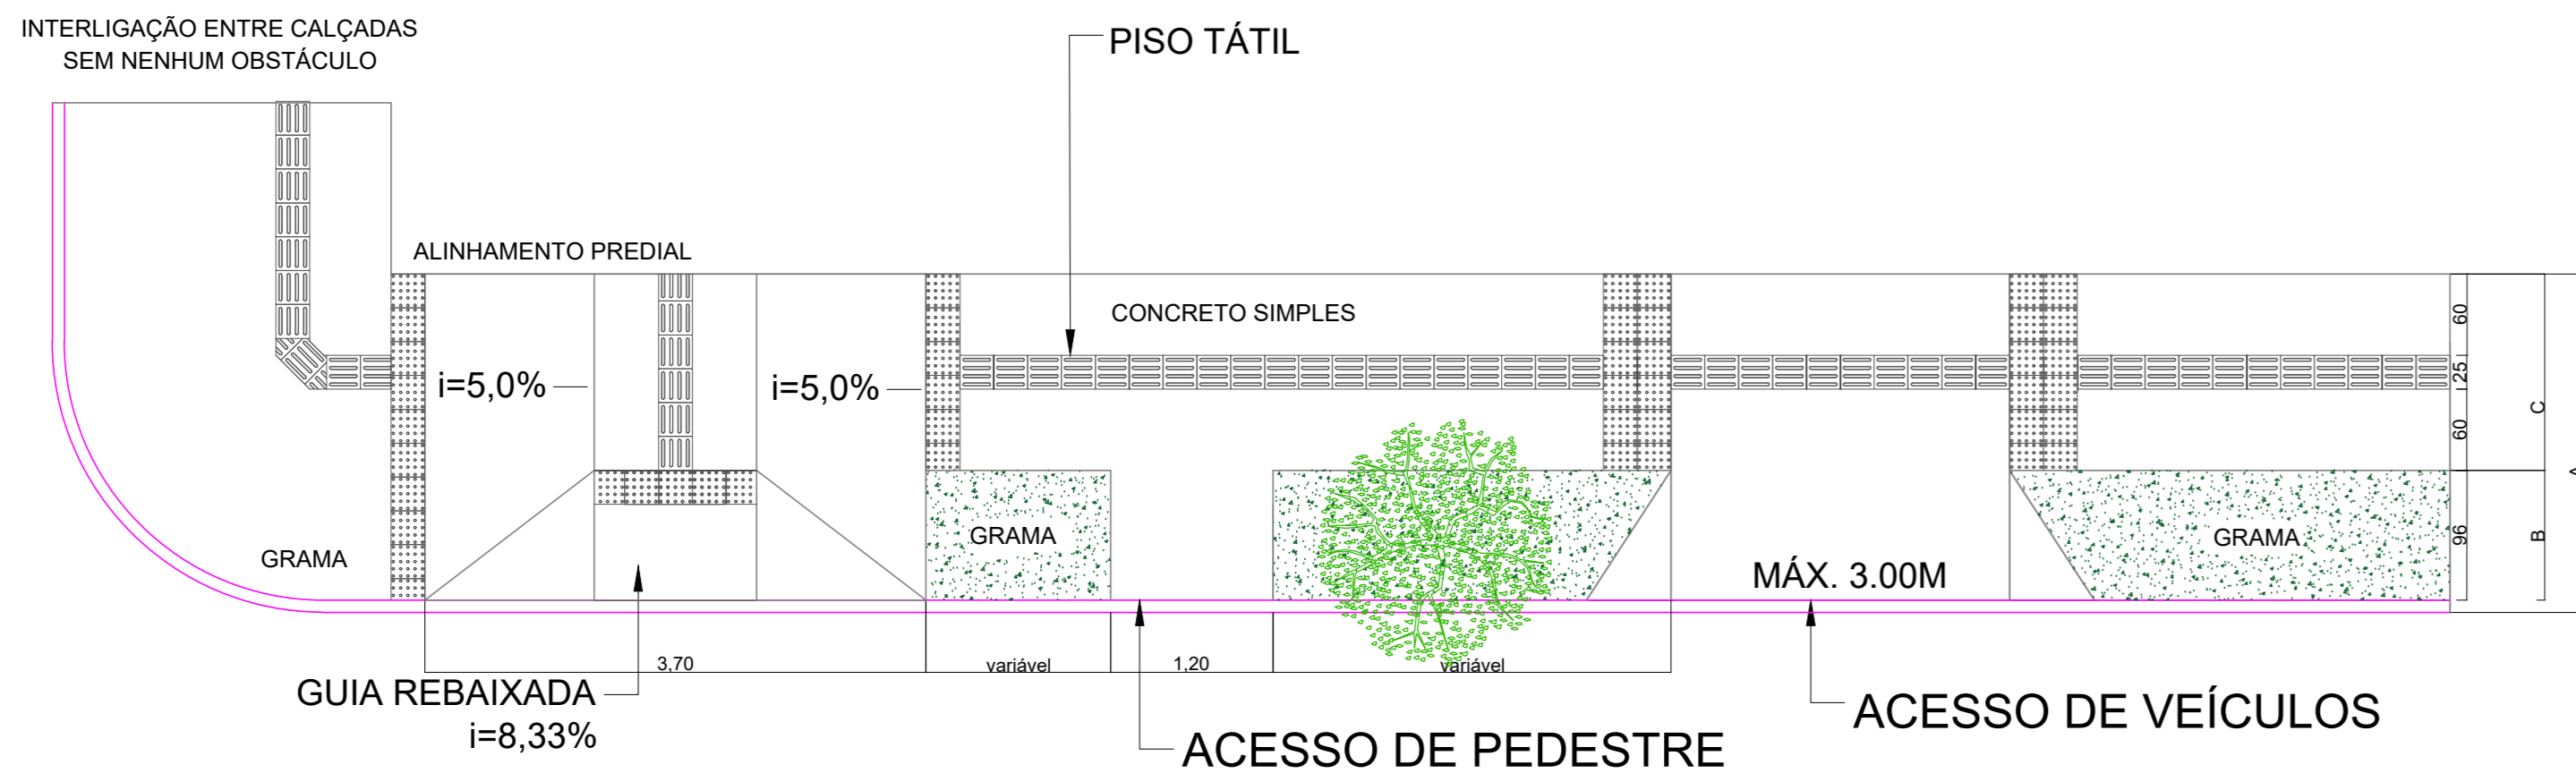 INTERLIGAÇÃO ENTRE CALÇADAS
SEM NENHUM OBSTÁCULO
PISO TÁTIL
ALINHAMENTO PREDIAL
CONCRETO SIMPLES
i=5,0%
i=5,0%
60
25
60
C
A
96
B
GRAMA
GRAMA
GRAMA
MÁX. 3.00M
3,70
variável
1,20
variável
GUIA REBAIXADA
i=8,33%
ACESSO DE PEDESTRE
ACESSO DE VEÍCULOS